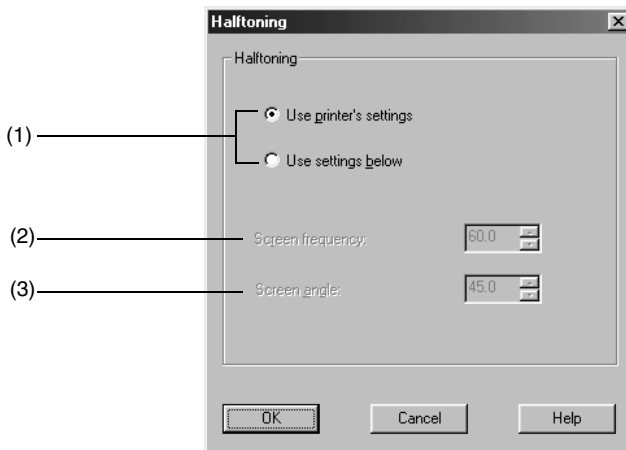 Halftoning
Halftoning
Use printer's settings
(1)
Use settings below
(2)
Screen frequency:
60.0
(3)
Screen angle:
45.0
OK
Cancel
Help